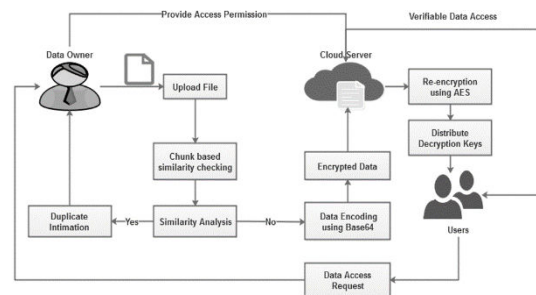 Provide Access Permission
Verifiable Data Access
Data Owner
Cloud Server
Upload File
Re-encryption
using AES
Distribute
Decryption Keys
Chunk based
similarity checking
Encrypted Data
Duplicate
Intimation
Yes
Similarity Analysis
No
Data Encoding
using Base64
Users
Data Access
Request